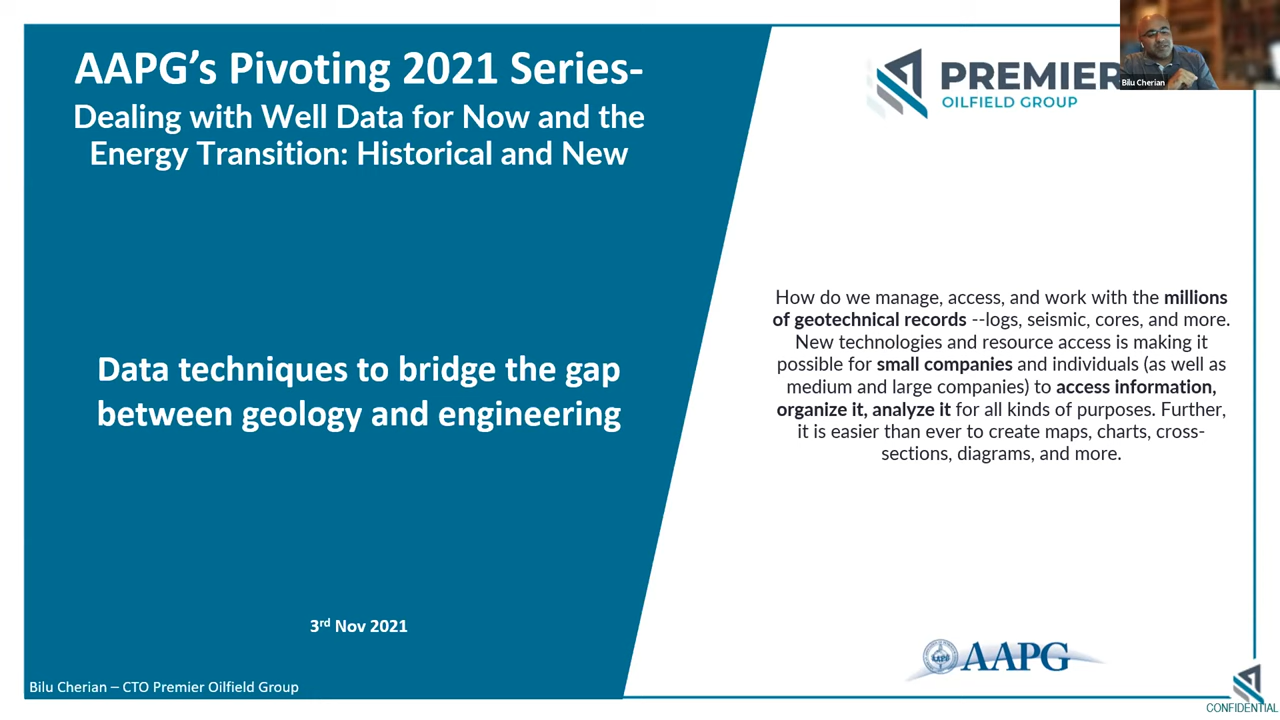 AAPG's Pivoting 2021 Series-
Dealing with Well Data for Now and the
Energy Transition: Historical and New
Data techniques to bridge the gap
between geology and engineering
3rd Nov 2021
Bilu Cherian – CTO Premier Oilfield Group
PREMIER
OILFIELD GROUP
Bilu Cherian
How do we manage, access, and work with the millions
of geotechnical records --logs, seismic, cores, and more.
New technologies and resource access is making it
possible for small companies and individuals (as well as
medium and large companies) to access information,
organize it, analyze it for all kinds of purposes. Further,
it is easier than ever to create maps, charts, cross-
sections, diagrams, and more.
AAPG
CONFIDENTIAL